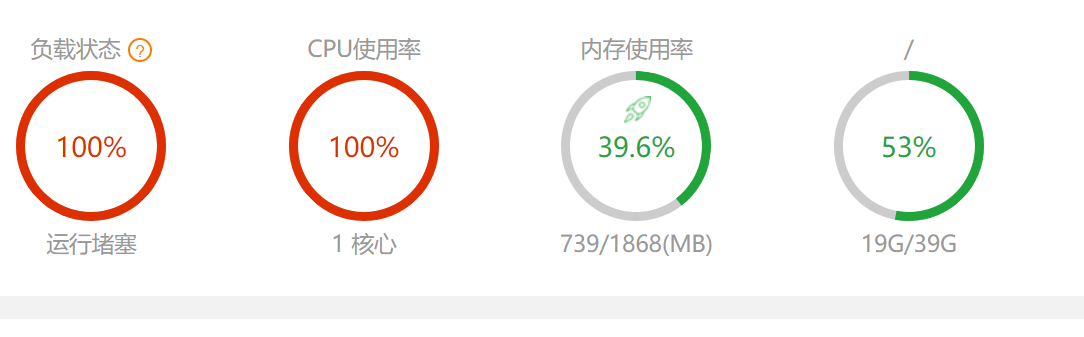 负载状态 ?
CPU使用率
内存使用率
/
100%
100%
39.6%
53%
运行堵塞
1 核心
739/1868(MB)
19G/39G